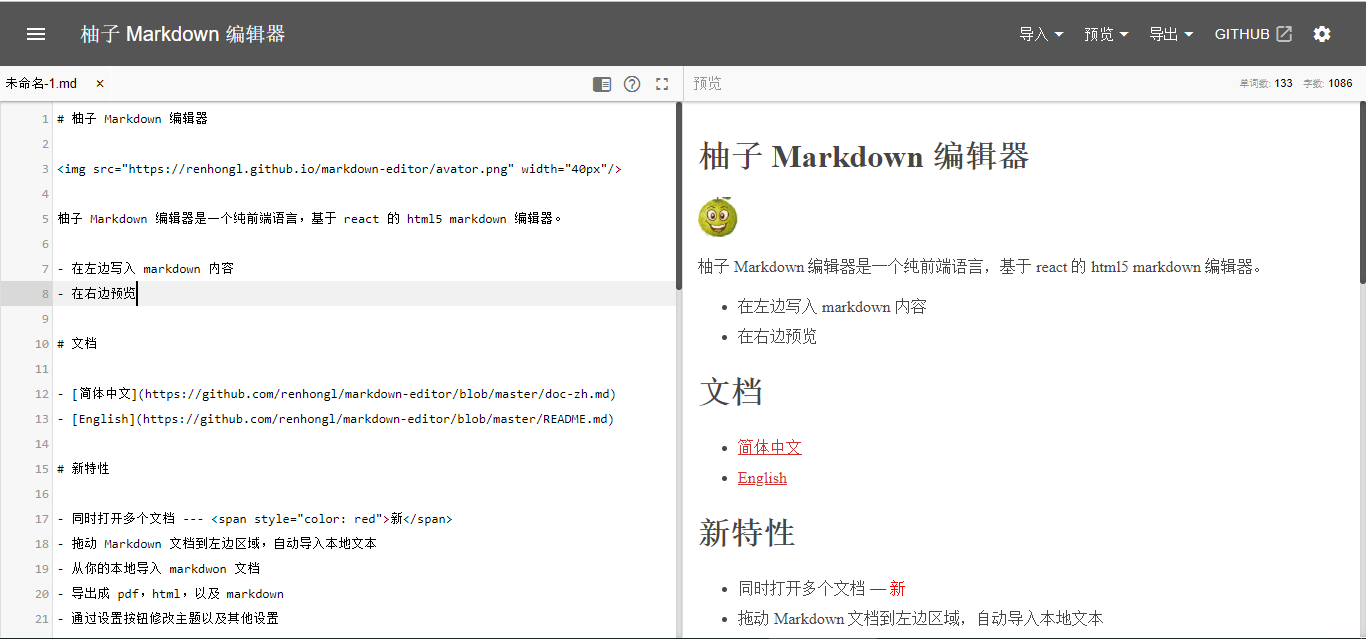 柚子 Markdown 编辑器
导入 预览 导出 GITHUB
未命名-1.md ×
预览 单词数: 133 字数: 1086
1 # 柚子 Markdown 编辑器
2
3 <img src="https://renhongl.github.io/markdown-editor/avator.png" width="40px"/>
4
5 柚子 Markdown 编辑器是一个纯前端语言，基于 react 的 html5 markdown 编辑器。
6
7 - 在左边写入 markdown 内容
8 - 在右边预览
9
10 # 文档
11
12 - [简体中文](https://github.com/renhongl/markdown-editor/blob/master/doc-zh.md)
13 - [English](https://github.com/renhongl/markdown-editor/blob/master/README.md)
14
15 # 新特性
16
17 - 同时打开多个文档 --- <span style="color: red">新</span>
18 - 拖动 Markdown 文档到左边区域，自动导入本地文本
19 - 从你的本地导入 markdwon 文档
20 - 导出成 pdf，html，以及 markdown
21 - 通过设置按钮修改主题以及其他设置
柚子 Markdown 编辑器
柚子 Markdown 编辑器是一个纯前端语言，基于 react 的 html5 markdown 编辑器。
• 在左边写入 markdown 内容
• 在右边预览
文档
• 简体中文
• English
新特性
• 同时打开多个文档 — 新
• 拖动 Markdown 文档到左边区域，自动导入本地文本